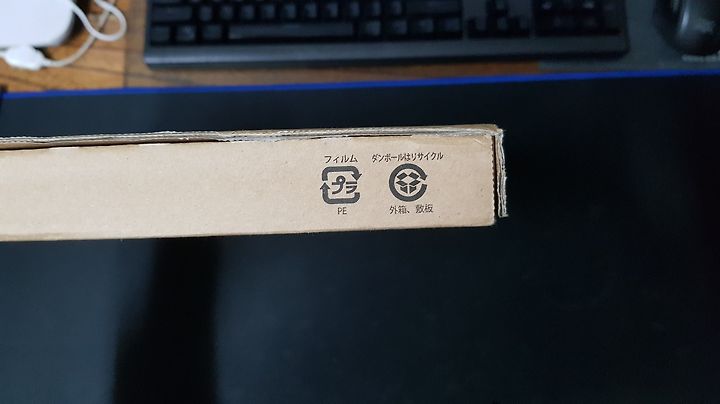 フィルム
プラ
PE
ダンボールはリサイクル
外箱、敷板